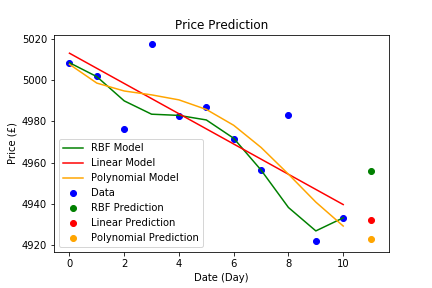 Price Prediction
5020
5000
4980
4960
4940
4920
Price (£)
RBF Model
Linear Model
Polynomial Model
Data
RBF Prediction
Linear Prediction
Polynomial Prediction
0 2 4 6 8 10
Date (Day)